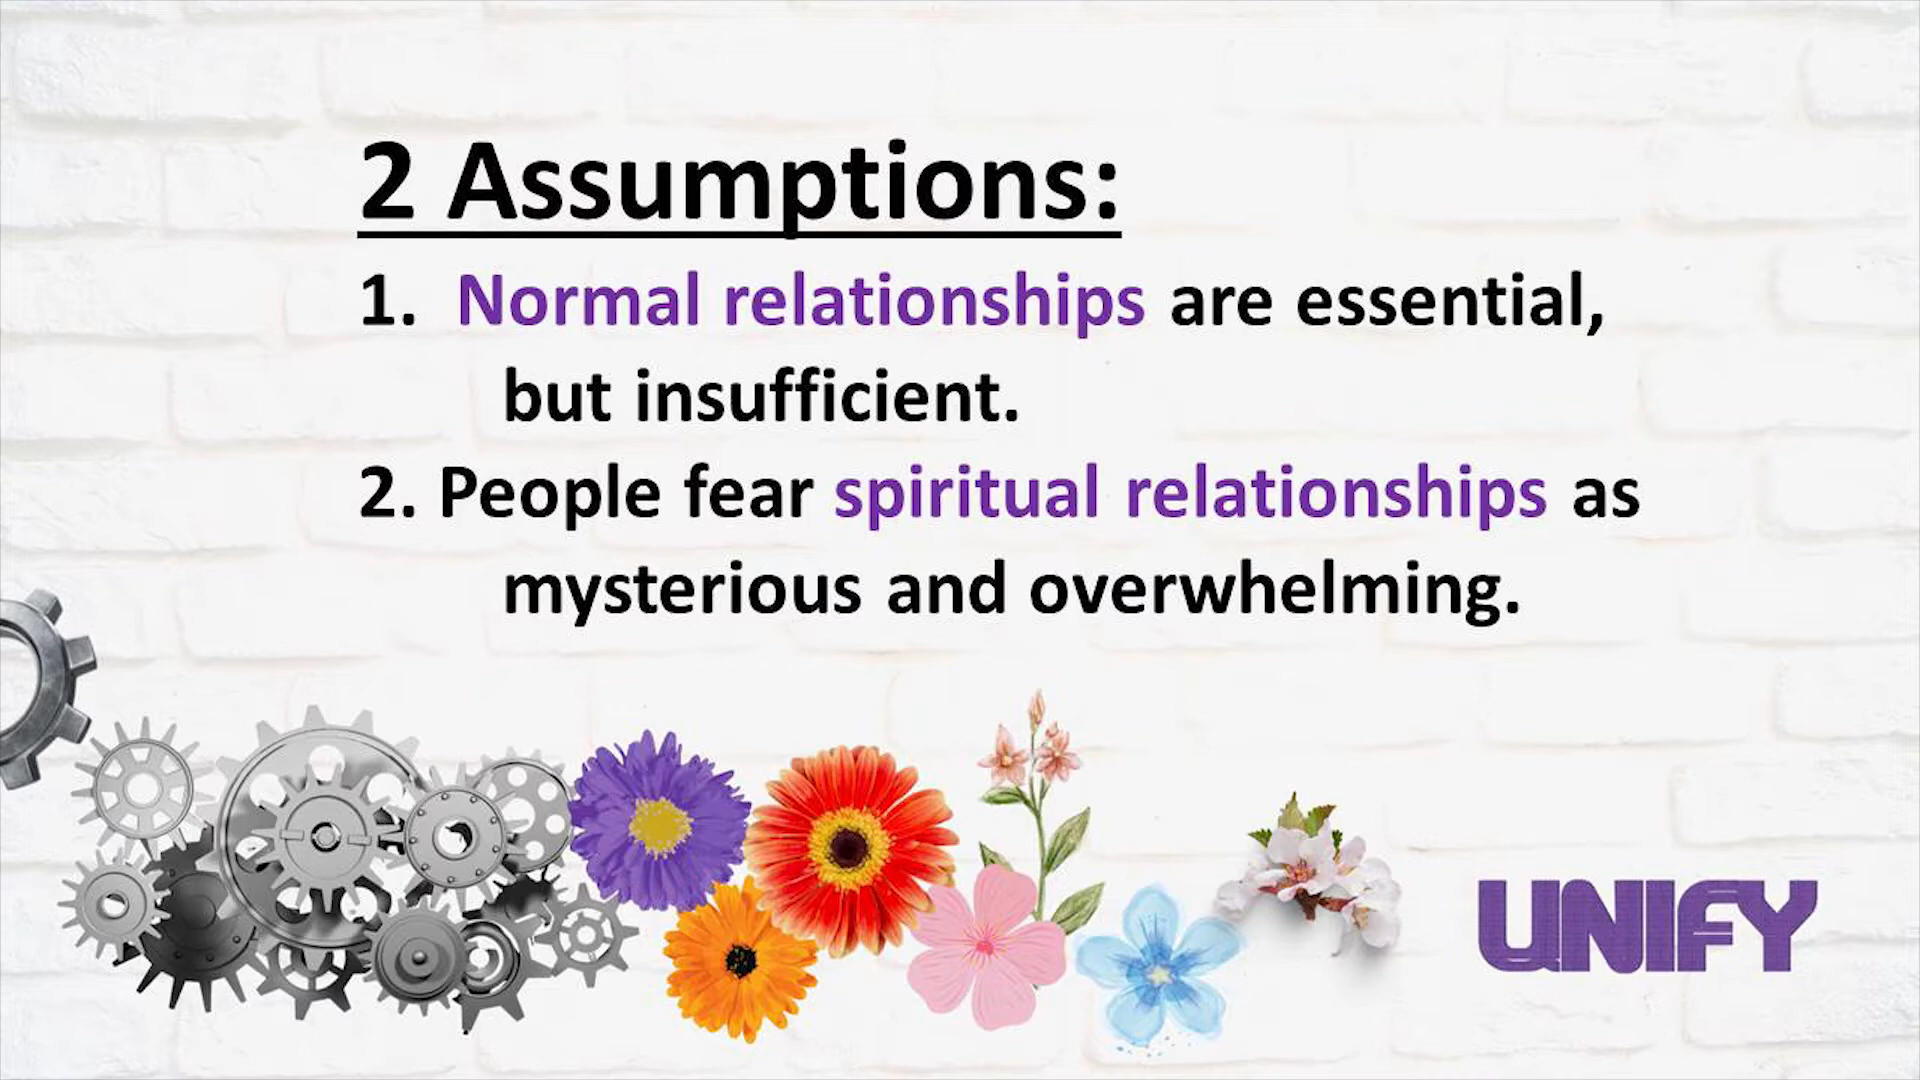 2 Assumptions:
1. Normal relationships are essential,
but insufficient.
2. People fear spiritual relationships as
mysterious and overwhelming.
UNIFY